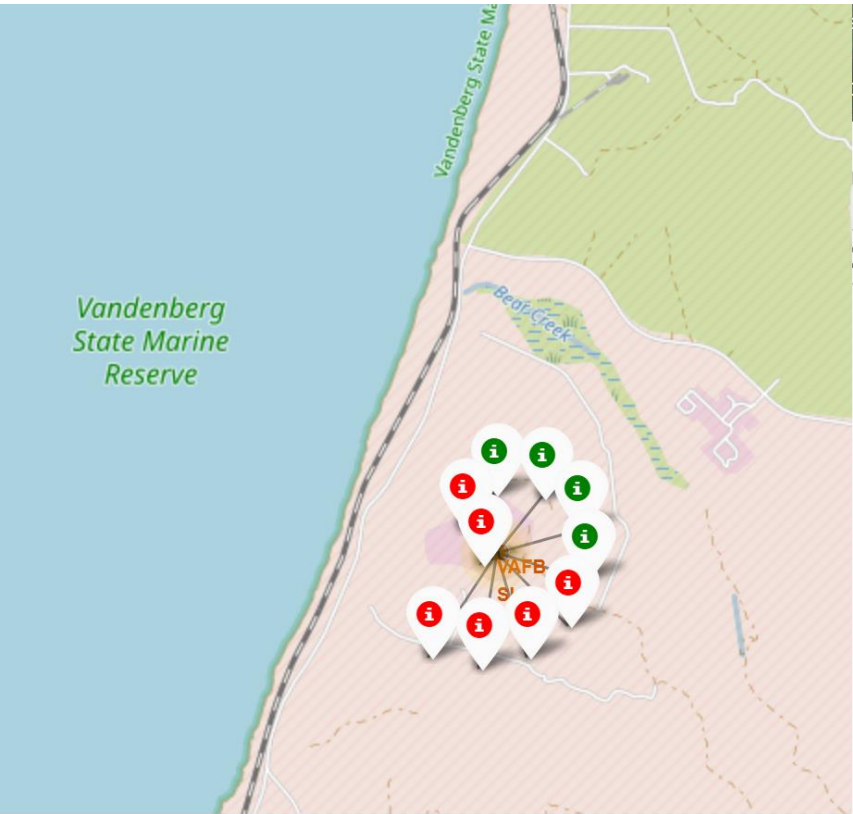 Vandenberg State Ma
Vandenberg
State Marine
Reserve
Bear Creek
VAFB
i
i
i
i
i
i
i
i
i
i